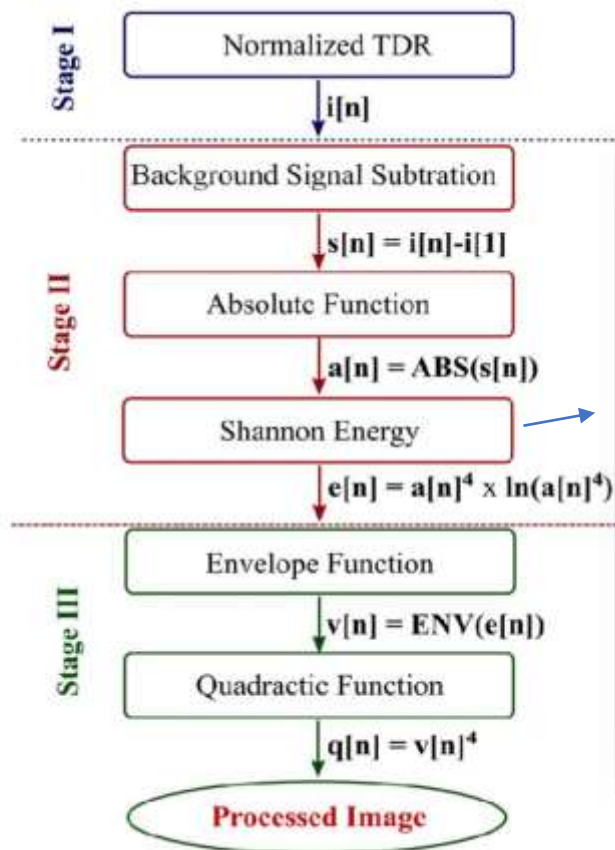 Stage I
Normalized TDR
i[n]
Stage II
Background Signal Subtration
s[n] = i[n]-i[1]
Absolute Function
a[n] = ABS(s[n])
Shannon Energy
e[n] = a[n]⁴ x ln(a[n]⁴)
Stage III
Envelope Function
v[n] = ENV(e[n])
Quadractic Function
q[n] = v[n]⁴
Processed Image